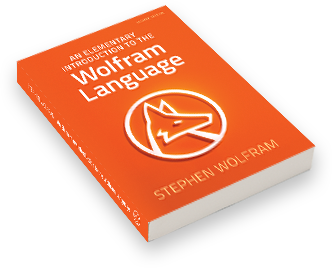 AN ELEMENTARY
INTRODUCTION TO THE
Wolfram
Language
STEPHEN WOLFRAM